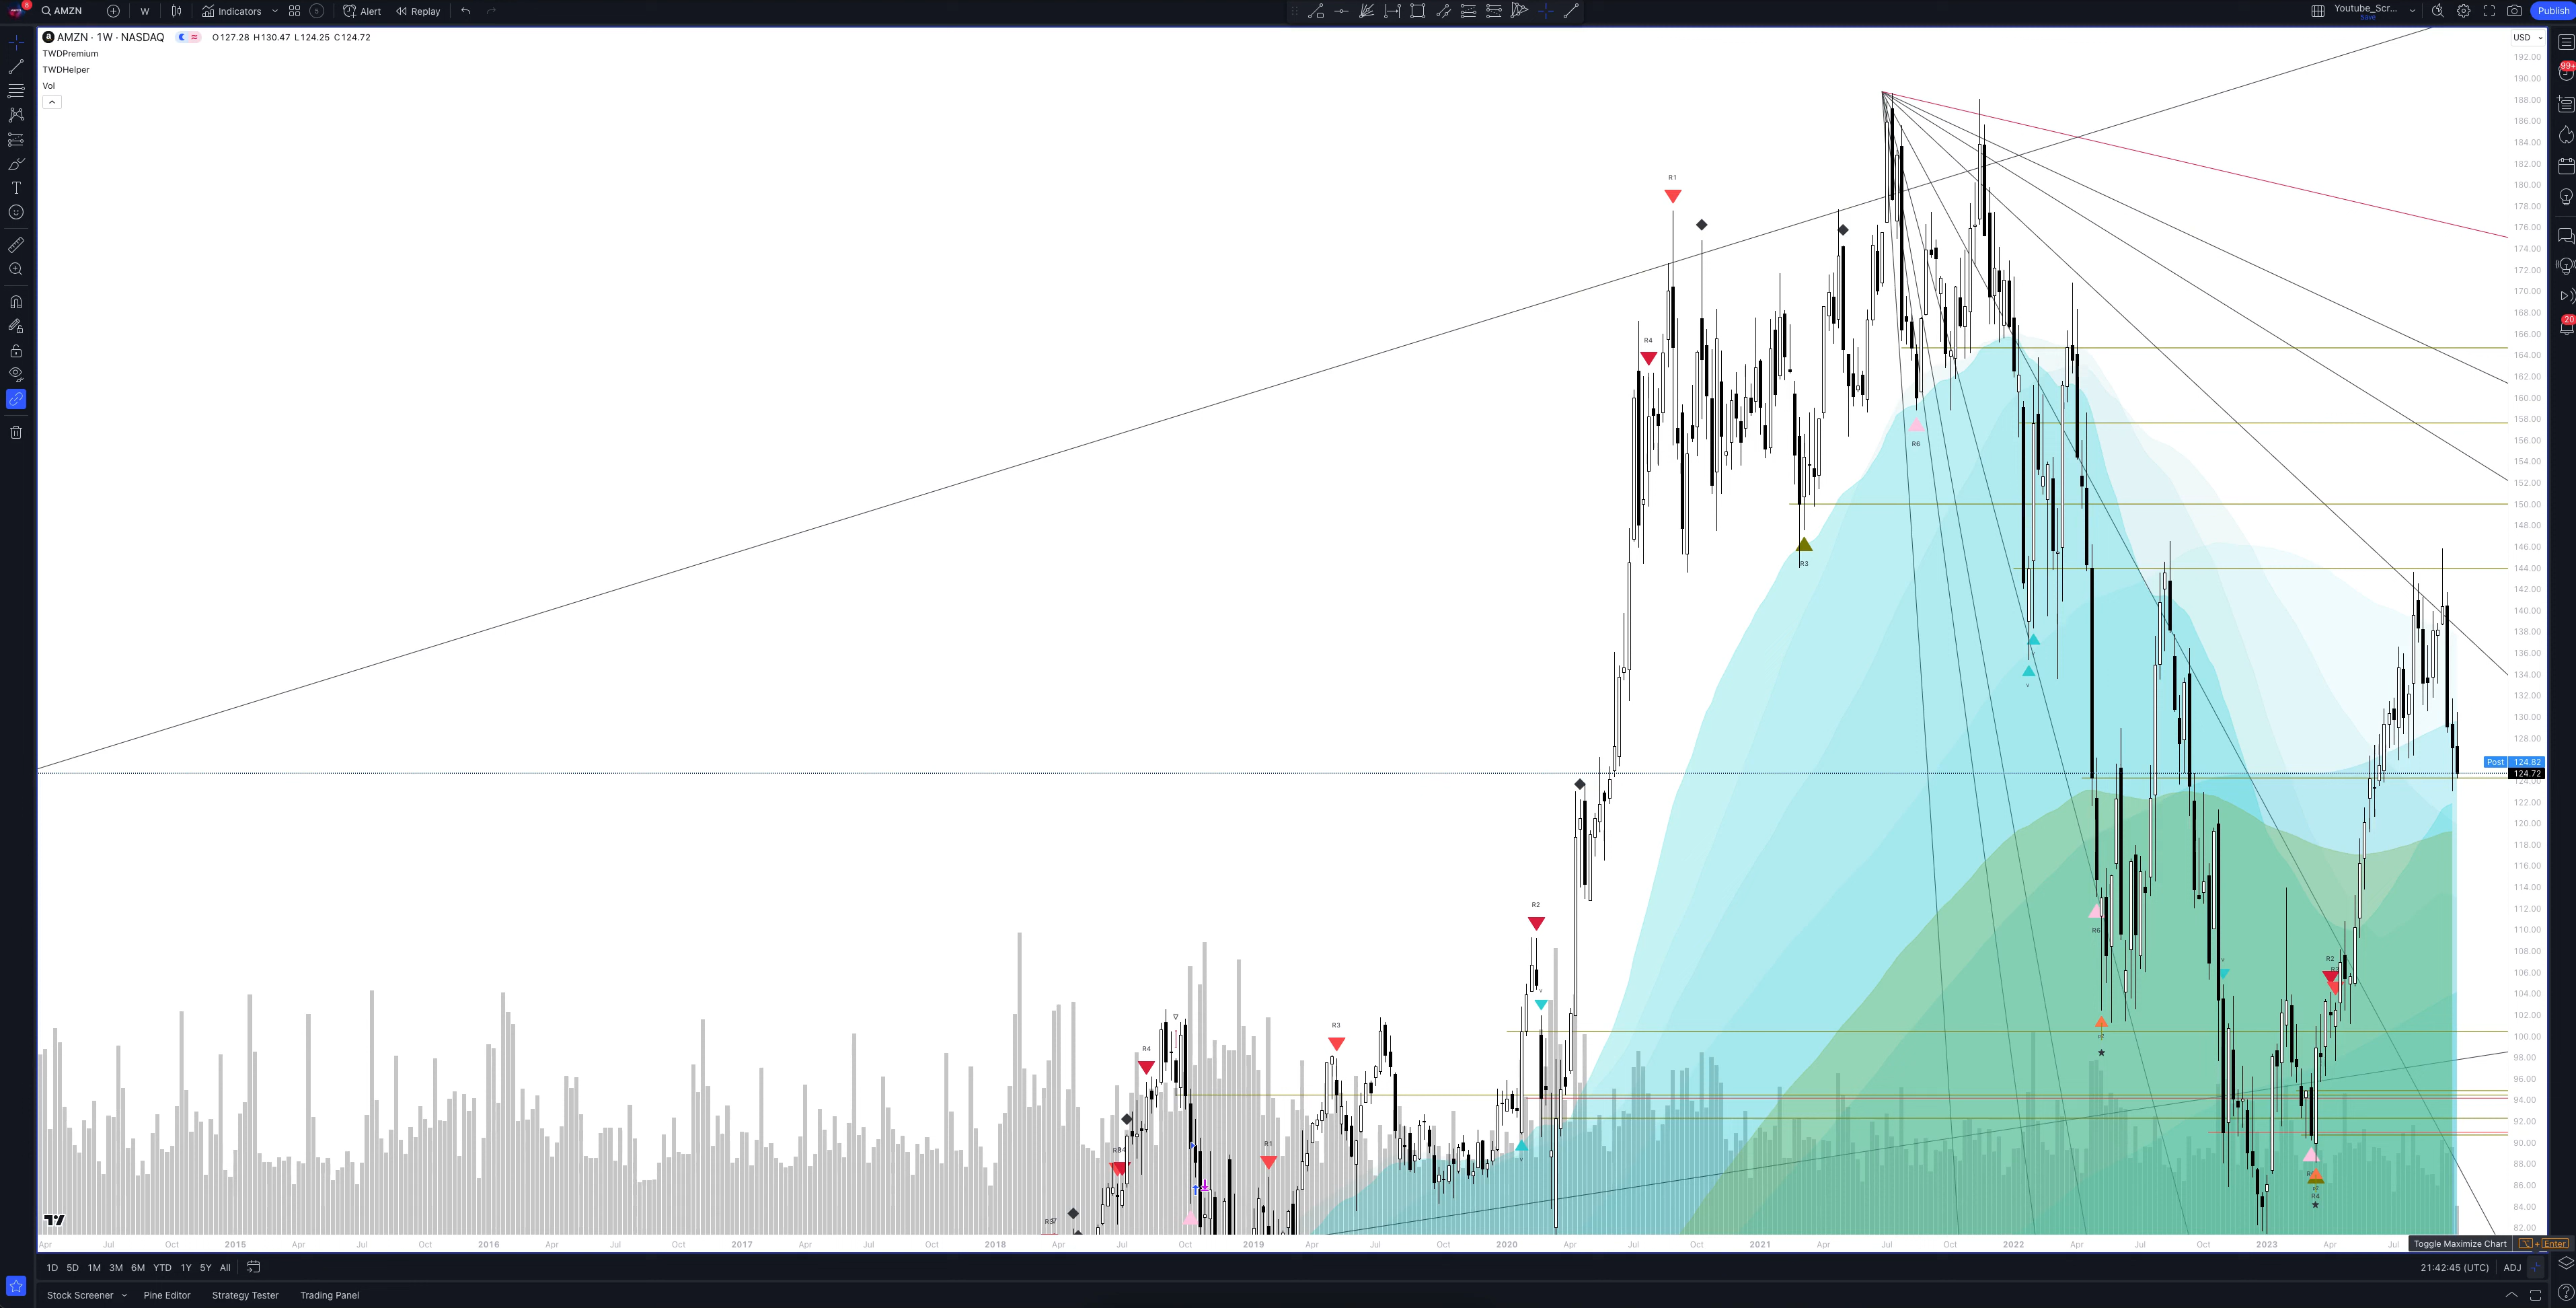 8
AMZN
W
Indicators
5
Alert
Replay
Youtube_Scr...
Save
Publish
AMZN · 1W · NASDAQ
O127.28 H130.47 L124.25 C124.72
TWDPremium
TWDHelper
Vol
USD
99+
20
192.00
190.00
188.00
186.00
184.00
182.00
180.00
178.00
176.00
174.00
172.00
170.00
168.00
166.00
164.00
162.00
160.00
158.00
156.00
154.00
152.00
150.00
148.00
146.00
144.00
142.00
140.00
138.00
136.00
134.00
132.00
130.00
128.00
Post 124.82
124.72
122.00
120.00
118.00
116.00
114.00
112.00
110.00
108.00
106.00
104.00
102.00
100.00
98.00
96.00
94.00
92.00
90.00
88.00
86.00
84.00
82.00
R1
R4
R6
R3
R2
R6
R2
R3
R4
R1
R4
Apr Jul Oct 2015 Apr Jul Oct 2016 Apr Jul Oct 2017 Apr Jul Oct 2018 Apr Jul Oct 2019 Apr Jul Oct 2020 Apr Jul Oct 2021 Apr Jul Oct 2022 Apr Jul Oct 2023 Apr Jul
Toggle Maximize Chart
+ Enter
1D 5D 1M 3M 6M YTD 1Y 5Y All
21:42:45 (UTC) ADJ
Stock Screener Pine Editor Strategy Tester Trading Panel